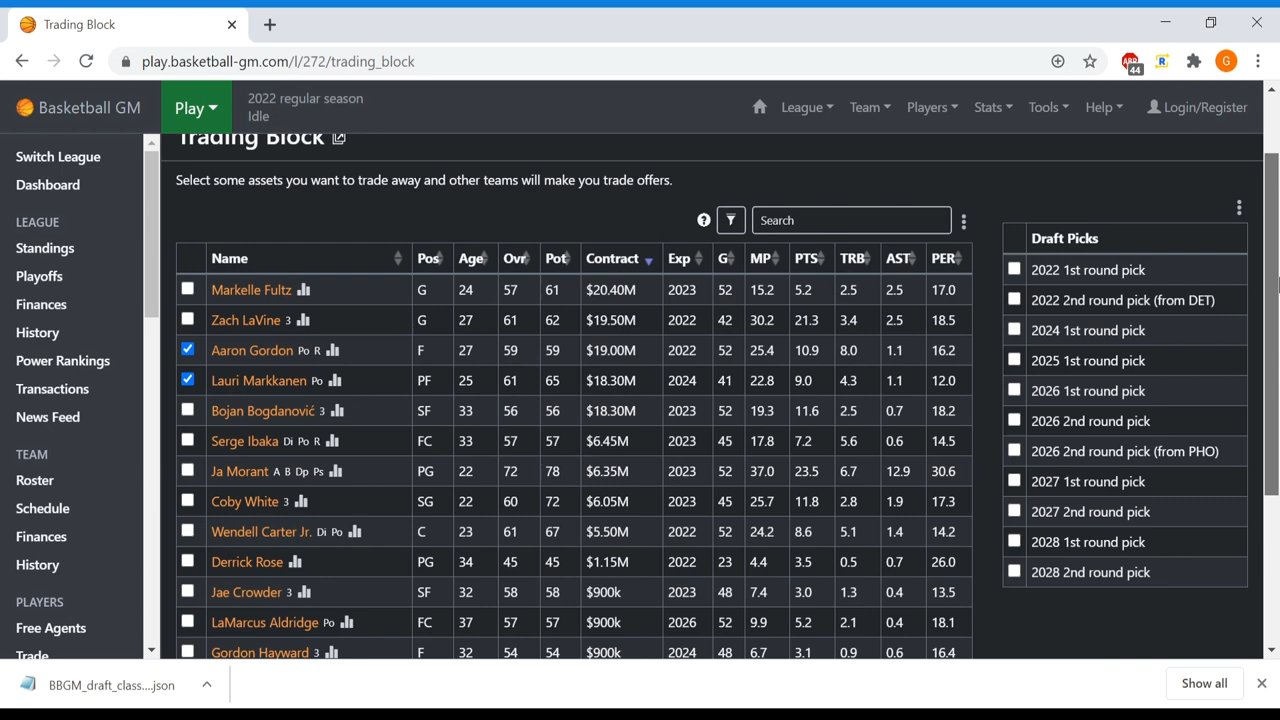 Trading Block
play.basketball-gm.com/l/272/trading_block
44
R
G
Basketball GM
Play
2022 regular season
Idle
League
Team
Players
Stats
Tools
Help
Login/Register
Switch League
Dashboard
LEAGUE
Standings
Playoffs
Finances
History
Power Rankings
Transactions
News Feed
TEAM
Roster
Schedule
Finances
History
PLAYERS
Free Agents
Trade
Trading Block
Select some assets you want to trade away and other teams will make you trade offers.
Search
Name Pos Age Ovr Pot Contract Exp G MP PTS TRB AST PER
Markelle Fultz G 24 57 61 $20.40M 2023 52 15.2 5.2 2.5 2.5 17.0
Zach LaVine 3 G 27 61 62 $19.50M 2022 42 30.2 21.3 3.4 2.5 18.5
Aaron Gordon Po R F 27 59 59 $19.00M 2022 52 25.4 10.9 8.0 1.1 16.2
Lauri Markkanen Po PF 25 61 65 $18.30M 2024 41 22.8 9.0 4.3 1.1 12.0
Bojan Bogdanović 3 SF 33 56 56 $18.30M 2023 52 19.3 11.6 2.5 0.7 18.2
Serge Ibaka Di Po R FC 33 57 57 $6.45M 2023 45 17.8 7.2 5.6 0.6 14.5
Ja Morant A B Dp Ps PG 22 72 78 $6.35M 2023 52 37.0 23.5 6.7 12.9 30.6
Coby White 3 SG 22 60 72 $6.05M 2023 45 25.7 11.8 2.8 1.9 17.3
Wendell Carter Jr. Di Po C 23 61 67 $5.50M 2022 52 24.2 8.6 5.1 1.4 14.2
Derrick Rose PG 34 45 45 $1.15M 2022 23 4.4 3.5 0.5 0.7 26.0
Jae Crowder 3 SF 32 58 58 $900k 2023 48 7.4 3.0 1.3 0.4 13.5
LaMarcus Aldridge Po FC 37 57 57 $900k 2026 52 9.9 5.2 2.1 0.4 18.1
Gordon Hayward 3 F 32 54 54 $900k 2024 48 6.7 3.1 0.9 0.6 16.4
Draft Picks
2022 1st round pick
2022 2nd round pick (from DET)
2024 1st round pick
2025 1st round pick
2026 1st round pick
2026 2nd round pick
2026 2nd round pick (from PHO)
2027 1st round pick
2027 2nd round pick
2028 1st round pick
2028 2nd round pick
BBGM_draft_class....json
Show all